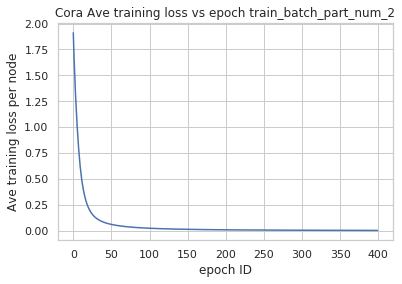 Cora Ave training loss vs epoch train_batch_part_num_2
Ave training loss per node
2.00
1.75
1.50
1.25
1.00
0.75
0.50
0.25
0.00
0 50 100 150 200 250 300 350 400
epoch ID